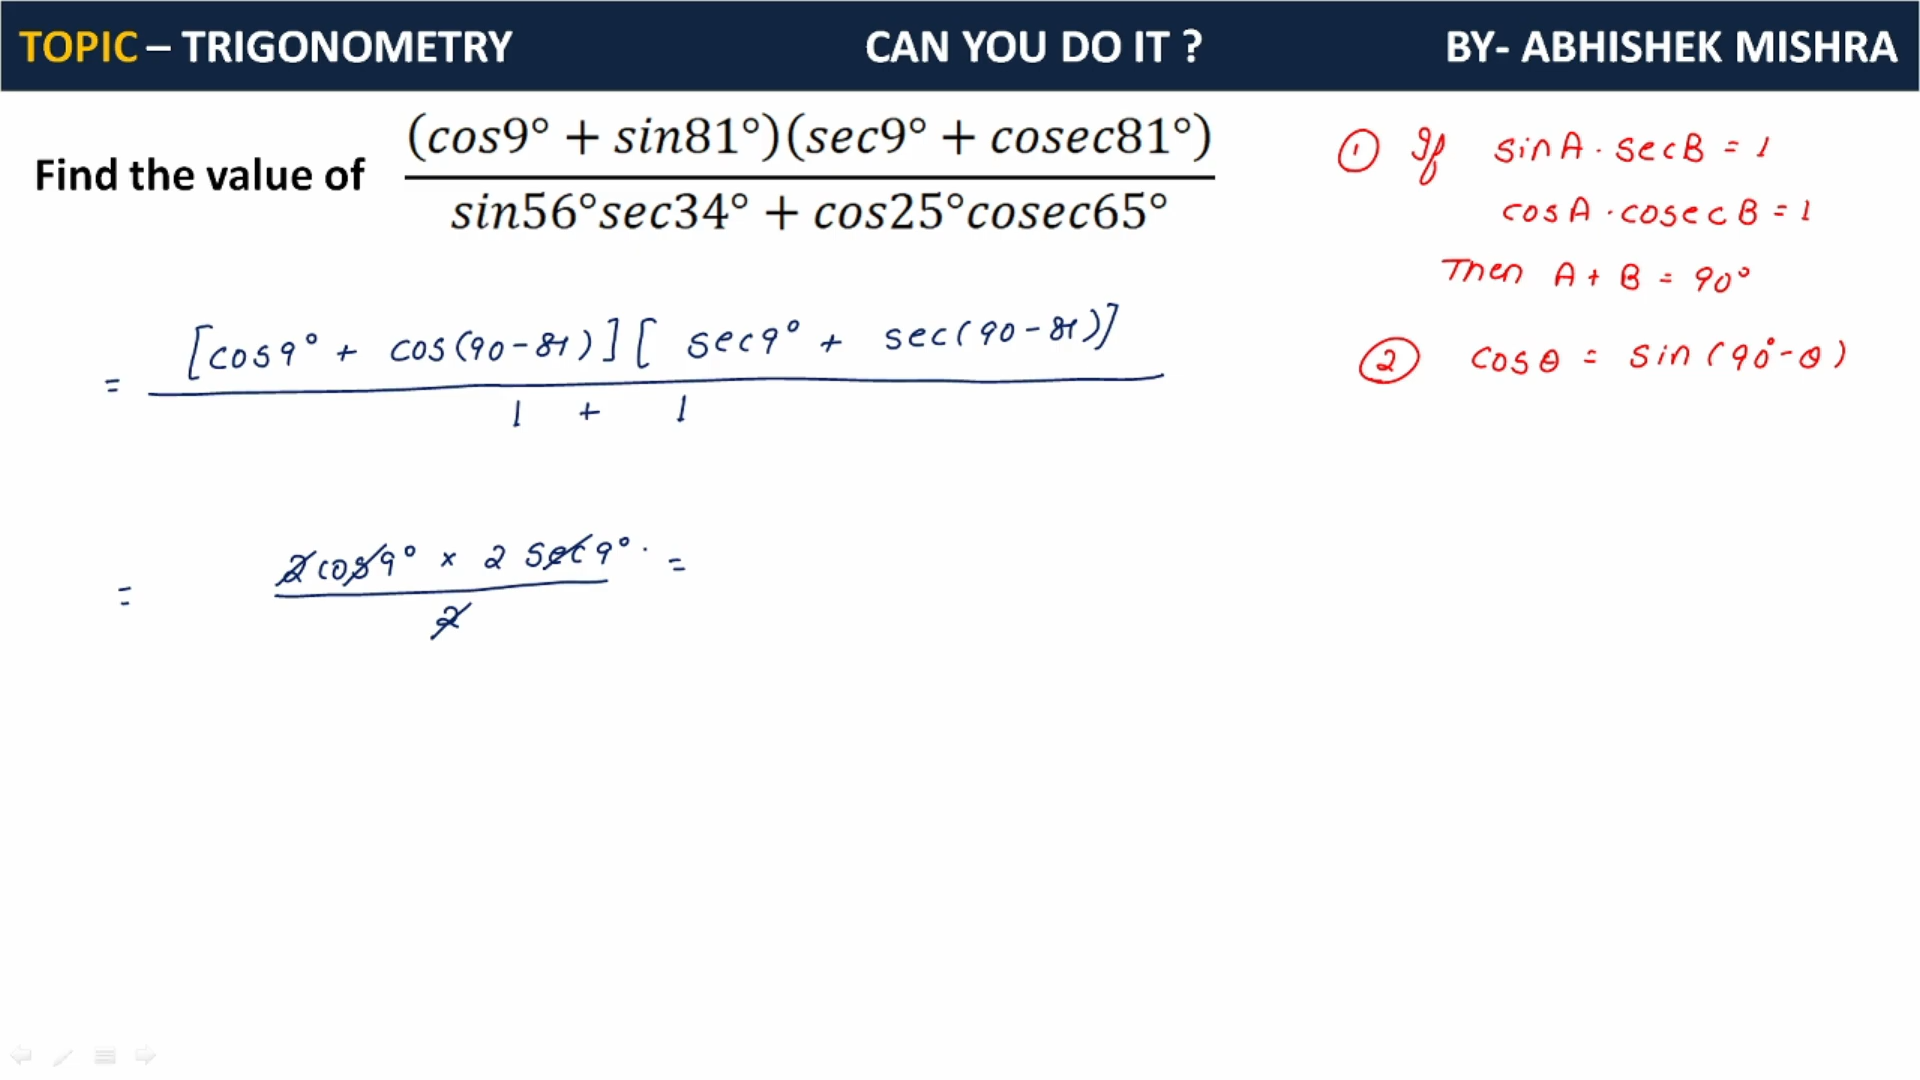 TOPIC – TRIGONOMETRY CAN YOU DO IT ? BY- ABHISHEK MISHRA
Find the value of
(cos9° + sin81°)(sec9° + cosec81°)
sin56°sec34° + cos25°cosec65°
① If sinA · secB = 1
cosA · cosecB = 1
Then A + B = 90°
② cosθ = sin(90°-θ)
= [cos9° + cos(90-81)][sec9° + sec(90-81)]
1 + 1
= 2cos9° × 2 sec9° =
2